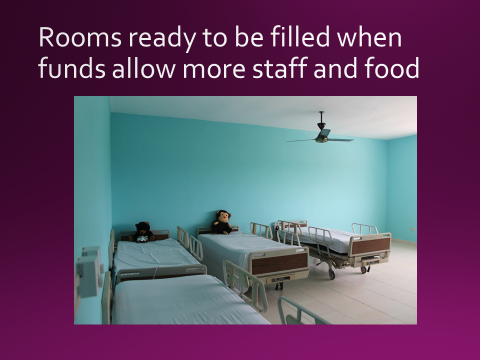 Rooms ready to be filled when
funds allow more staff and food